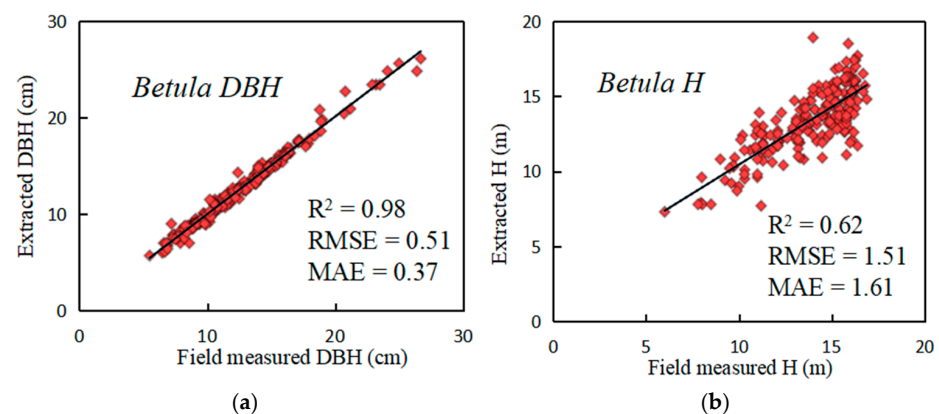 30
20
10
0
0
10
20
30
Extracted DBH (cm)
Betula DBH
R² = 0.98
RMSE = 0.51
MAE = 0.37
Field measured DBH (cm)
(a)
20
15
10
5
0
0
5
10
15
20
Extracted H (m)
Betula H
R² = 0.62
RMSE = 1.51
MAE = 1.61
Field measured H (m)
(b)